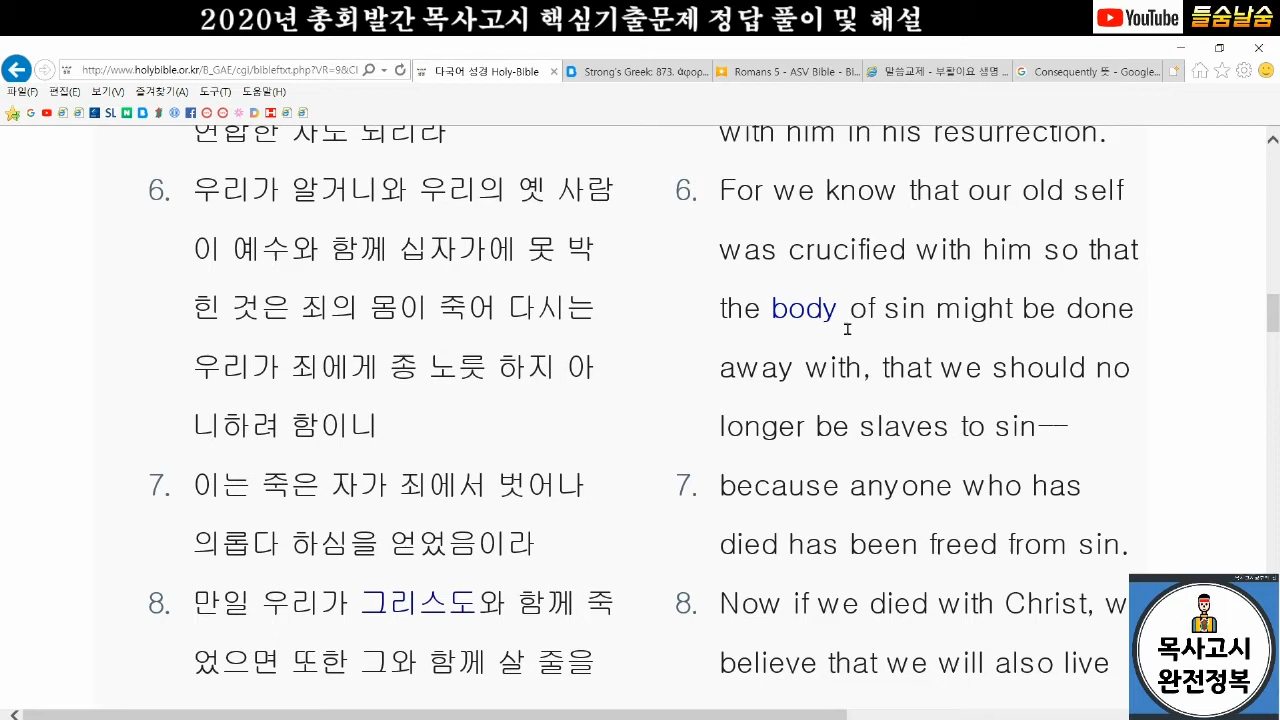 2020년 총회발간 목사고시 핵심기출문제 정답 풀이 및 해설
YouTube
들숨날숨
http://www.holybible.or.kr/B_GAE/cgi/bibleftxt.php?VR=9&CI
다국어 성경 Holy-Bible
Strong's Greek: 873. ἀφορ...
Romans 5 - ASV Bible - Bl...
말씀교제 - 부활이요 생명 ...
Consequently 뜻 - Google...
파일(F) 편집(E) 보기(V) 즐겨찾기(A) 도구(T) 도움말(H)
연합한 자도 되리라
6. 우리가 알거니와 우리의 옛 사람
이 예수와 함께 십자가에 못 박
힌 것은 죄의 몸이 죽어 다시는
우리가 죄에게 종 노릇 하지 아
니하려 함이니
7. 이는 죽은 자가 죄에서 벗어나
의롭다 하심을 얻었음이라
8. 만일 우리가 그리스도와 함께 죽
었으면 또한 그와 함께 살 줄을
with him in his resurrection.
6. For we know that our old self
was crucified with him so that
the body of sin might be done
away with, that we should no
longer be slaves to sin--
7. because anyone who has
died has been freed from sin.
8. Now if we died with Christ, w
believe that we will also live
목사고시
완전정복